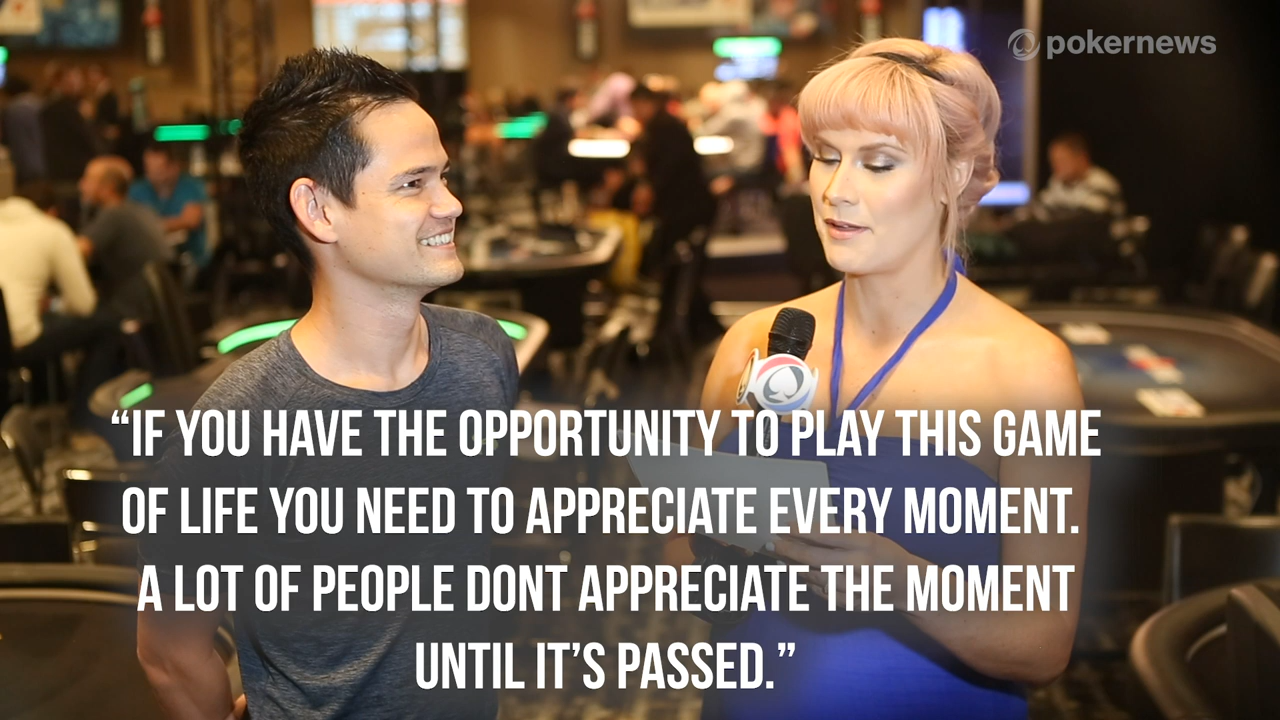 pokernews
“IF YOU HAVE THE OPPORTUNITY TO PLAY THIS GAME
OF LIFE YOU NEED TO APPRECIATE EVERY MOMENT.
A LOT OF PEOPLE DONT APPRECIATE THE MOMENT
UNTIL IT’S PASSED.”